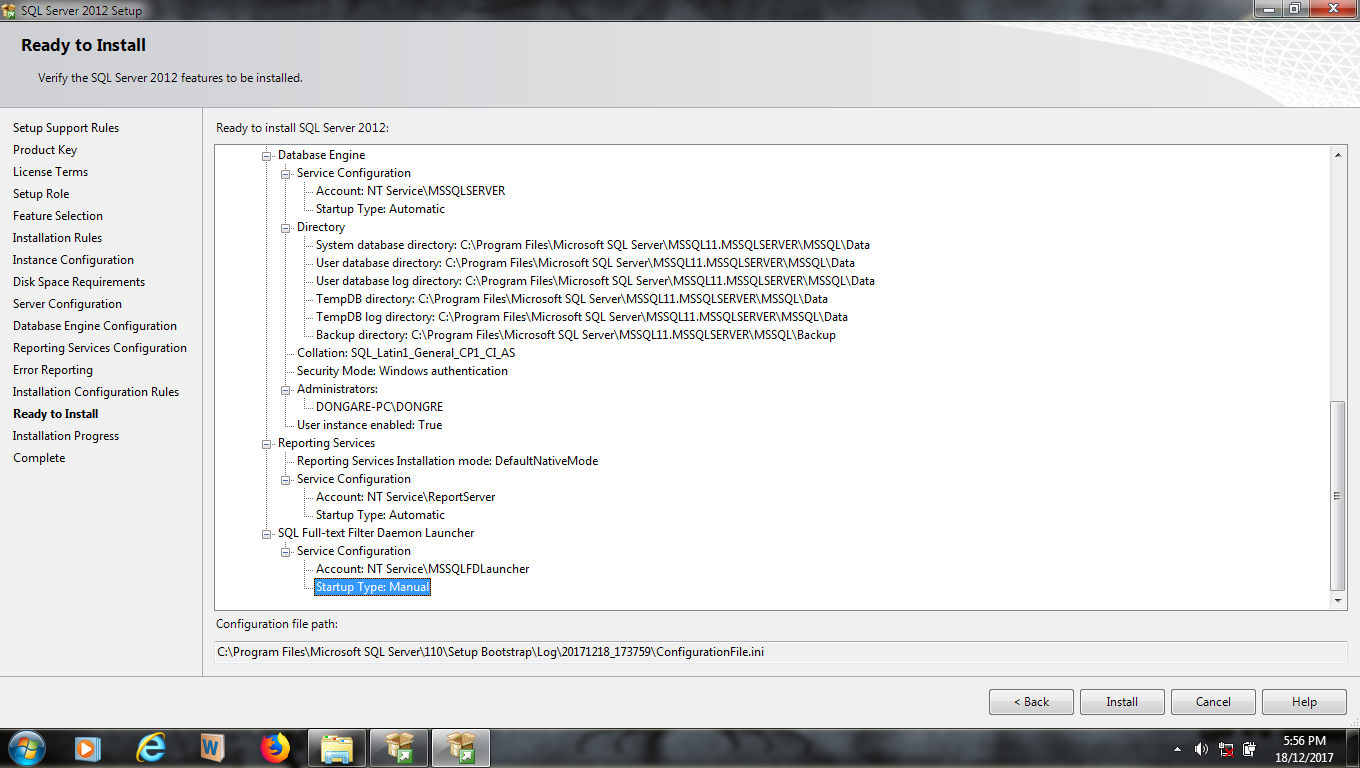 SQL Server 2012 Setup
Ready to Install
Verify the SQL Server 2012 features to be installed.
Setup Support Rules
Product Key
License Terms
Setup Role
Feature Selection
Installation Rules
Instance Configuration
Disk Space Requirements
Server Configuration
Database Engine Configuration
Reporting Services Configuration
Error Reporting
Installation Configuration Rules
Ready to Install
Installation Progress
Complete
Ready to install SQL Server 2012:
Database Engine
Service Configuration
Account: NT Service\MSSQLSERVER
Startup Type: Automatic
Directory
System database directory: C:\Program Files\Microsoft SQL Server\MSSQL11.MSSQLSERVER\MSSQL\Data
User database directory: C:\Program Files\Microsoft SQL Server\MSSQL11.MSSQLSERVER\MSSQL\Data
User database log directory: C:\Program Files\Microsoft SQL Server\MSSQL11.MSSQLSERVER\MSSQL\Data
TempDB directory: C:\Program Files\Microsoft SQL Server\MSSQL11.MSSQLSERVER\MSSQL\Data
TempDB log directory: C:\Program Files\Microsoft SQL Server\MSSQL11.MSSQLSERVER\MSSQL\Data
Backup directory: C:\Program Files\Microsoft SQL Server\MSSQL11.MSSQLSERVER\MSSQL\Backup
Collation: SQL_Latin1_General_CP1_CI_AS
Security Mode: Windows authentication
Administrators:
DONGARE-PC\DONGRE
User instance enabled: True
Reporting Services
Reporting Services Installation mode: DefaultNativeMode
Service Configuration
Account: NT Service\ReportServer
Startup Type: Automatic
SQL Full-text Filter Daemon Launcher
Service Configuration
Account: NT Service\MSSQLFDLauncher
Startup Type: Manual
Configuration file path:
C:\Program Files\Microsoft SQL Server\110\Setup Bootstrap\Log\20171218_173759\ConfigurationFile.ini
< Back
Install
Cancel
Help
5:56 PM
18/12/2017